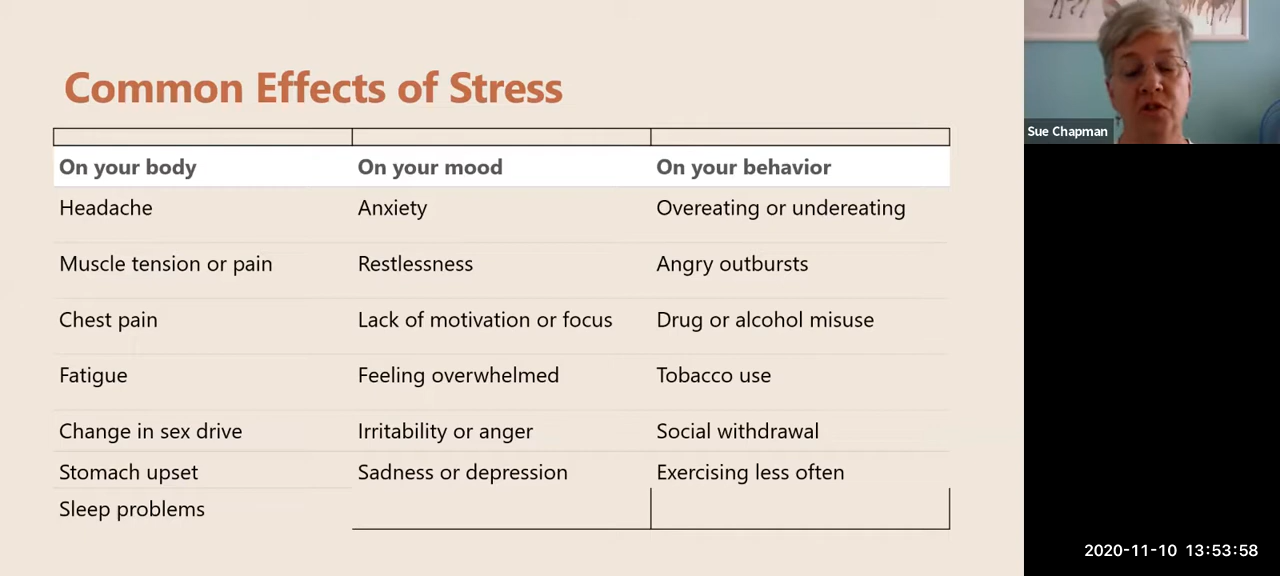 Common Effects of Stress
On your body On your mood On your behavior
Headache Anxiety Overeating or undereating
Muscle tension or pain Restlessness Angry outbursts
Chest pain Lack of motivation or focus Drug or alcohol misuse
Fatigue Feeling overwhelmed Tobacco use
Change in sex drive Irritability or anger Social withdrawal
Stomach upset Sadness or depression Exercising less often
Sleep problems
Sue Chapman
2020-11-10 13:53:58